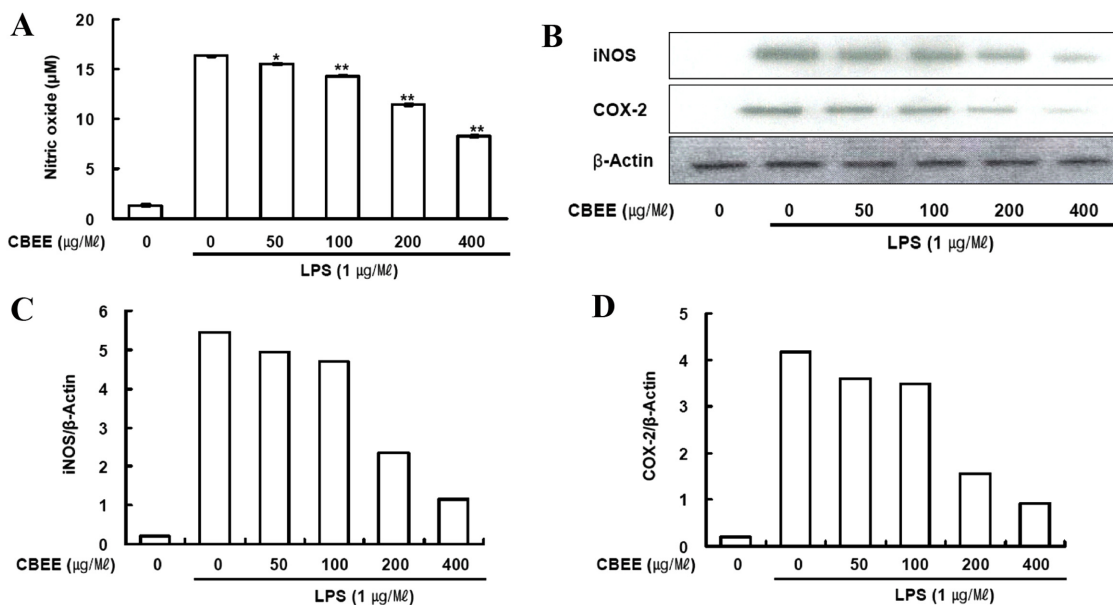 A
20
15
10
5
0
Nitric oxide (μM)
* ** ** **
CBEE (μg/Mℓ) 0 0 50 100 200 400
LPS (1 μg/Mℓ)
B
iNOS
COX-2
β-Actin
CBEE (μg/Mℓ) 0 0 50 100 200 400
LPS (1 μg/Mℓ)
C
6
5
4
3
2
1
0
iNOS/β-Actin
CBEE (μg/Mℓ) 0 0 50 100 200 400
LPS (1 μg/Mℓ)
D
5
4
3
2
1
0
COX-2/β-Actin
CBEE (μg/Mℓ) 0 0 50 100 200 400
LPS (1 μg/Mℓ)